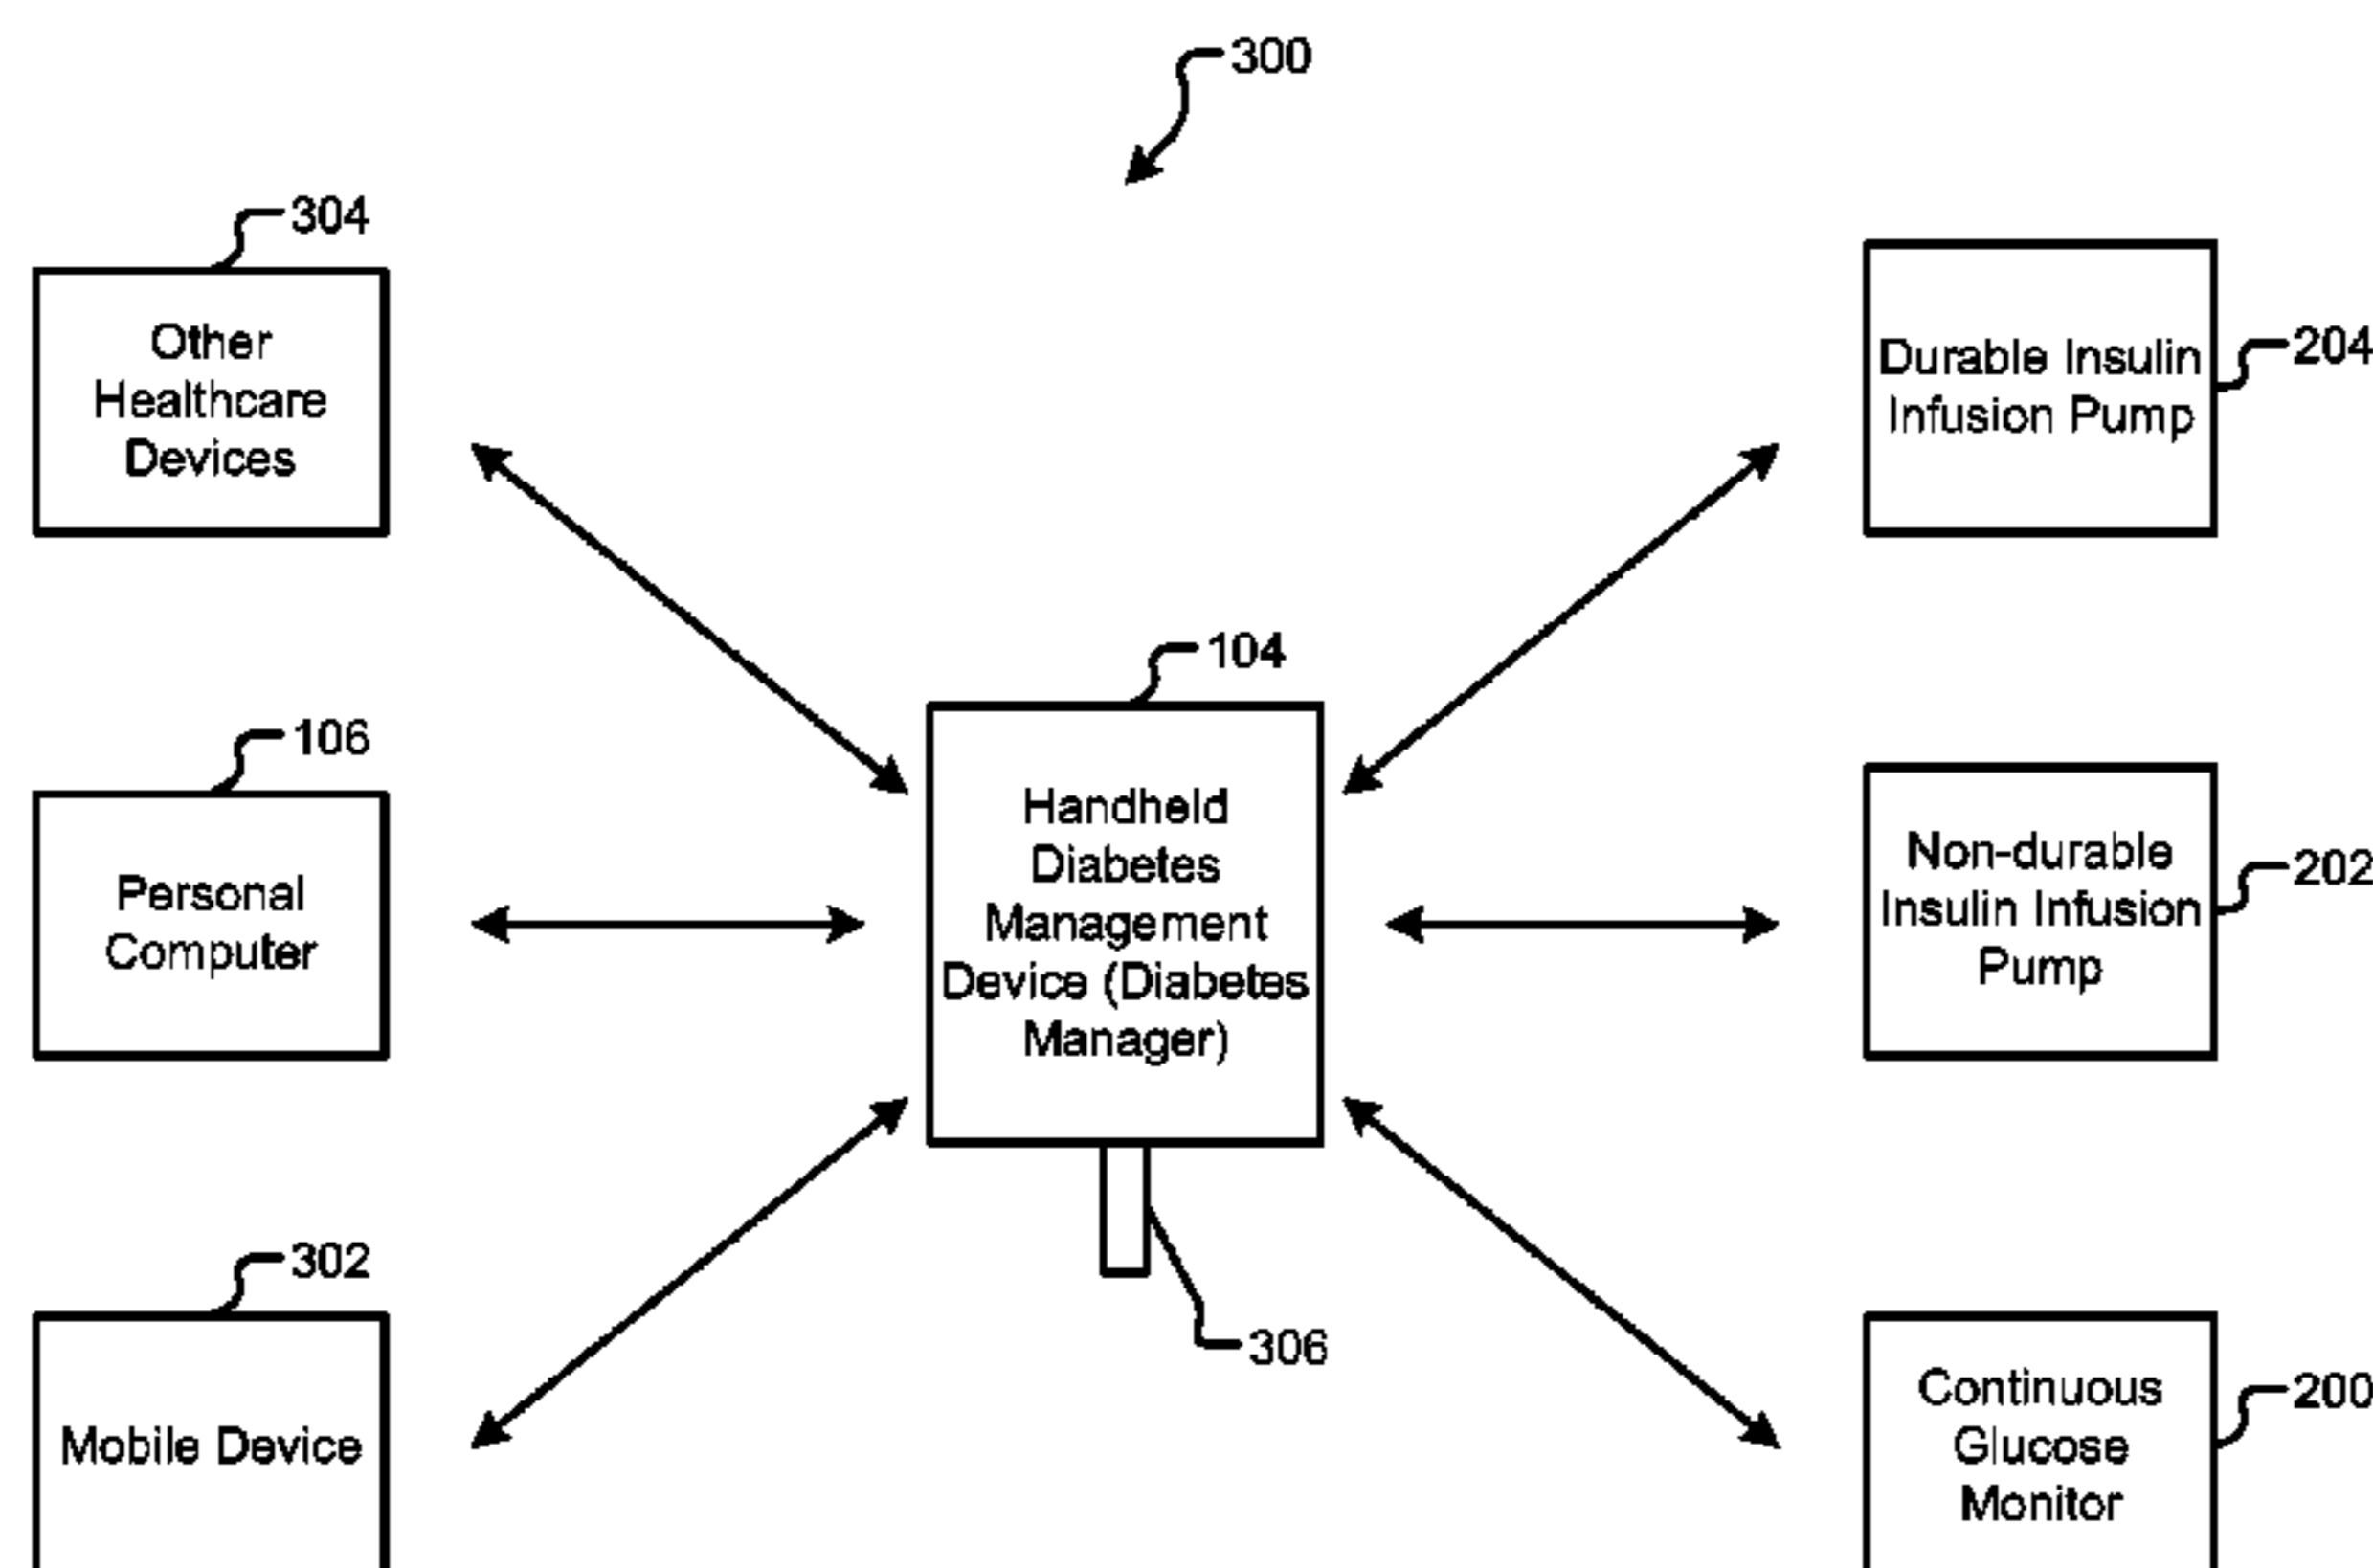 300
304
Other
Healthcare
Devices
Durable Insulin
Infusion Pump
204
104
106
Personal
Computer
Handheld
Diabetes
Management
Device (Diabetes
Manager)
Non-durable
Insulin Infusion
Pump
202
302
Mobile Device
306
Continuous
Glucose
Monitor
200